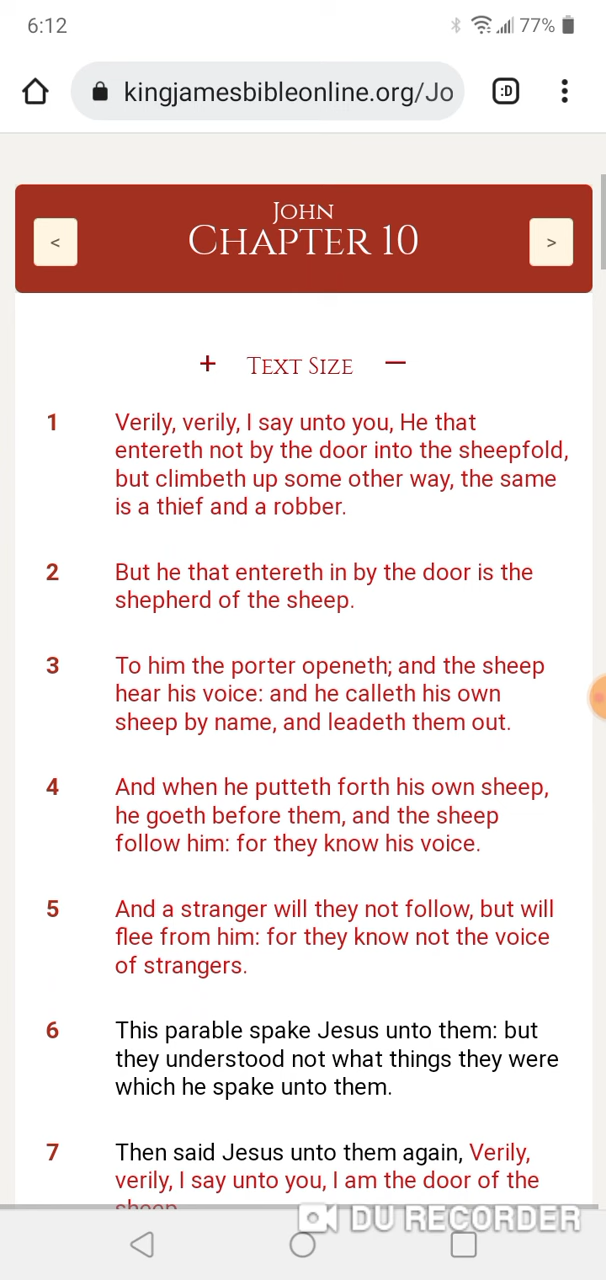 6:12
77%
kingjamesbibleonline.org/Jo
:D
John
Chapter 10
<
>
+ Text Size −
1 Verily, verily, I say unto you, He that
entereth not by the door into the sheepfold,
but climbeth up some other way, the same
is a thief and a robber.
2 But he that entereth in by the door is the
shepherd of the sheep.
3 To him the porter openeth; and the sheep
hear his voice: and he calleth his own
sheep by name, and leadeth them out.
4 And when he putteth forth his own sheep,
he goeth before them, and the sheep
follow him: for they know his voice.
5 And a stranger will they not follow, but will
flee from him: for they know not the voice
of strangers.
6 This parable spake Jesus unto them: but
they understood not what things they were
which he spake unto them.
7 Then said Jesus unto them again, Verily,
verily, I say unto you, I am the door of the
sheep.
DU RECORDER